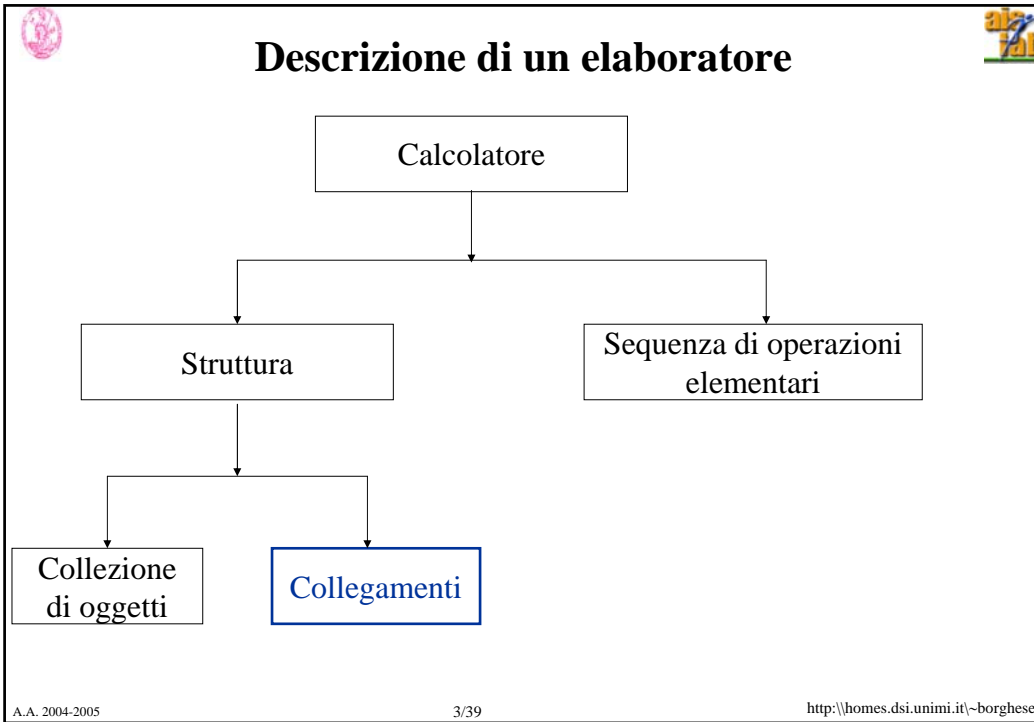 Descrizione di un elaboratore
Calcolatore
Struttura
Sequenza di operazioni
elementari
Collezione
di oggetti
Collegamenti
A.A. 2004-2005
3/39
http:\\homes.dsi.unimi.it\~borghese